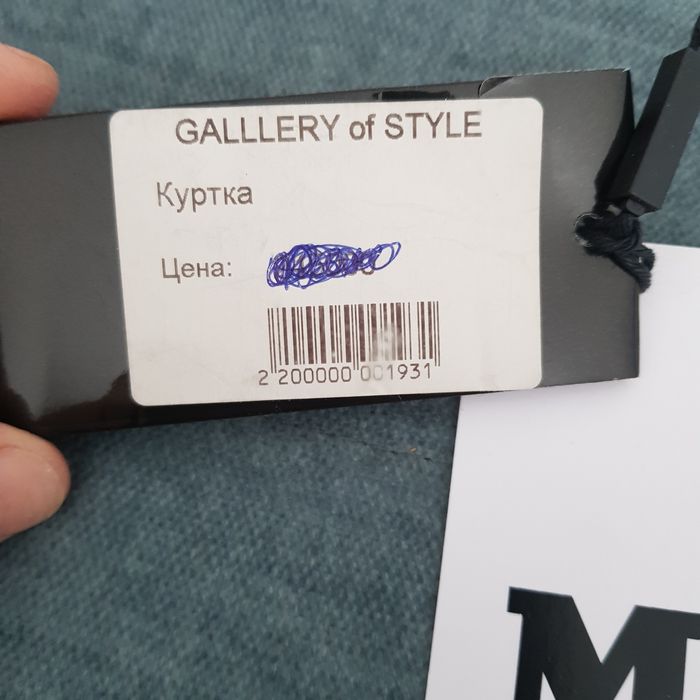 GALLLERY of STYLE
Куртка
Цена:
2 200000 001931
M